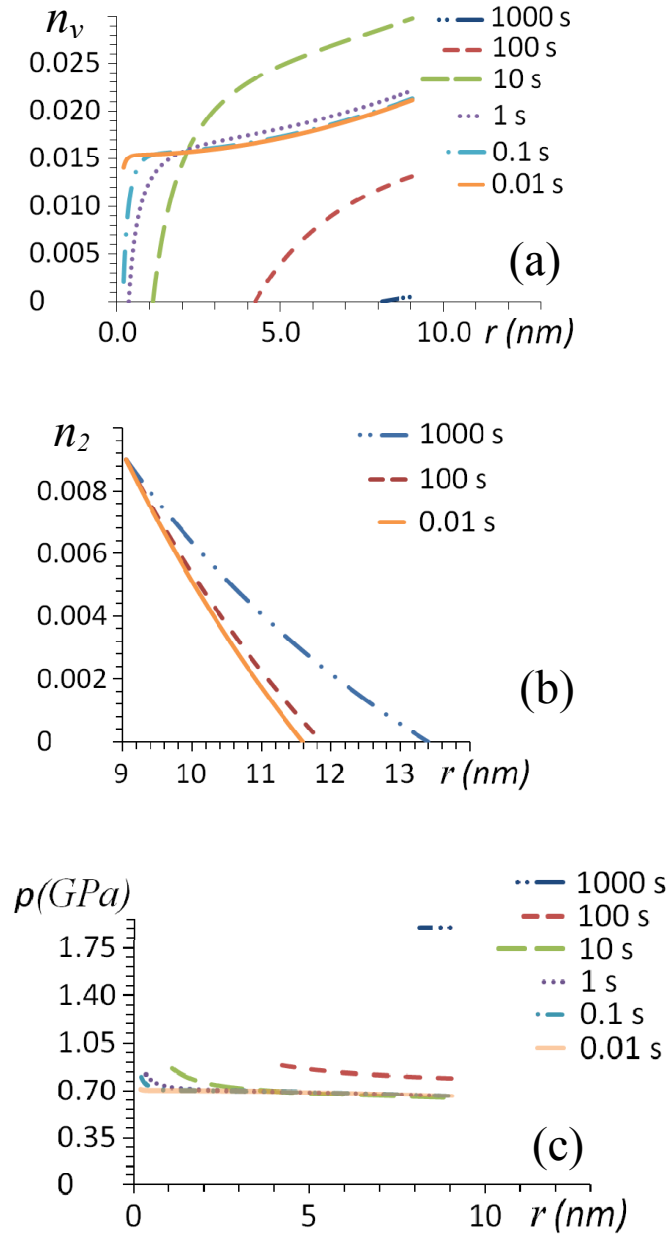 n_v
1000 s
100 s
10 s
1 s
0.1 s
0.01 s
0.025
0.020
0.015
0.010
0.005
0
(a)
0.0
5.0
10.0
r (nm)
n_2
1000 s
100 s
0.01 s
0.008
0.006
0.004
0.002
0
(b)
9
10
11
12
13
r (nm)
p(GPa)
1000 s
100 s
10 s
1 s
0.1 s
0.01 s
1.75
1.40
1.05
0.70
0.35
0
(c)
0
5
10
r (nm)